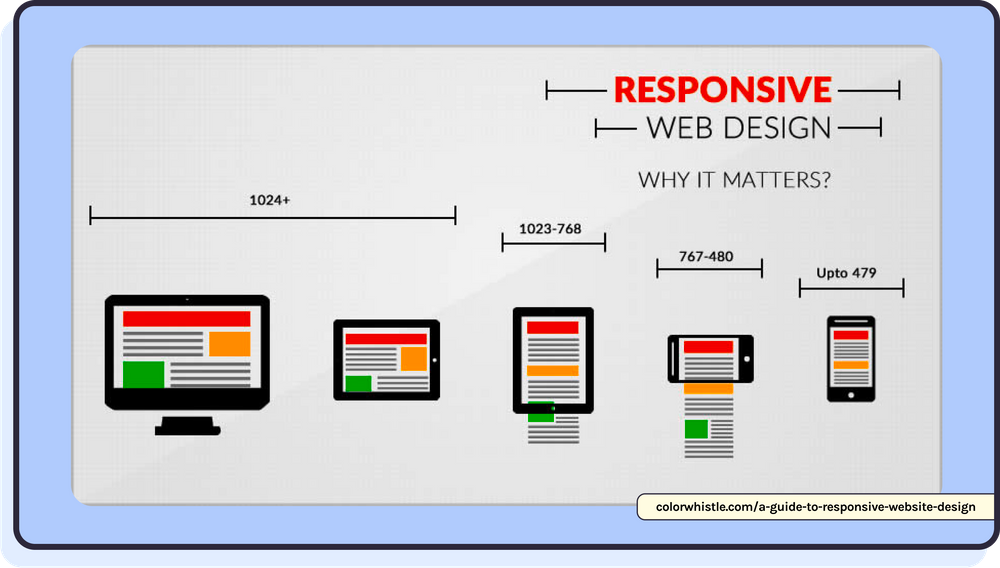 RESPONSIVE
WEB DESIGN
WHY IT MATTERS?
1024+
1023-768
767-480
Upto 479
colorwhistle.com/a-guide-to-responsive-website-design